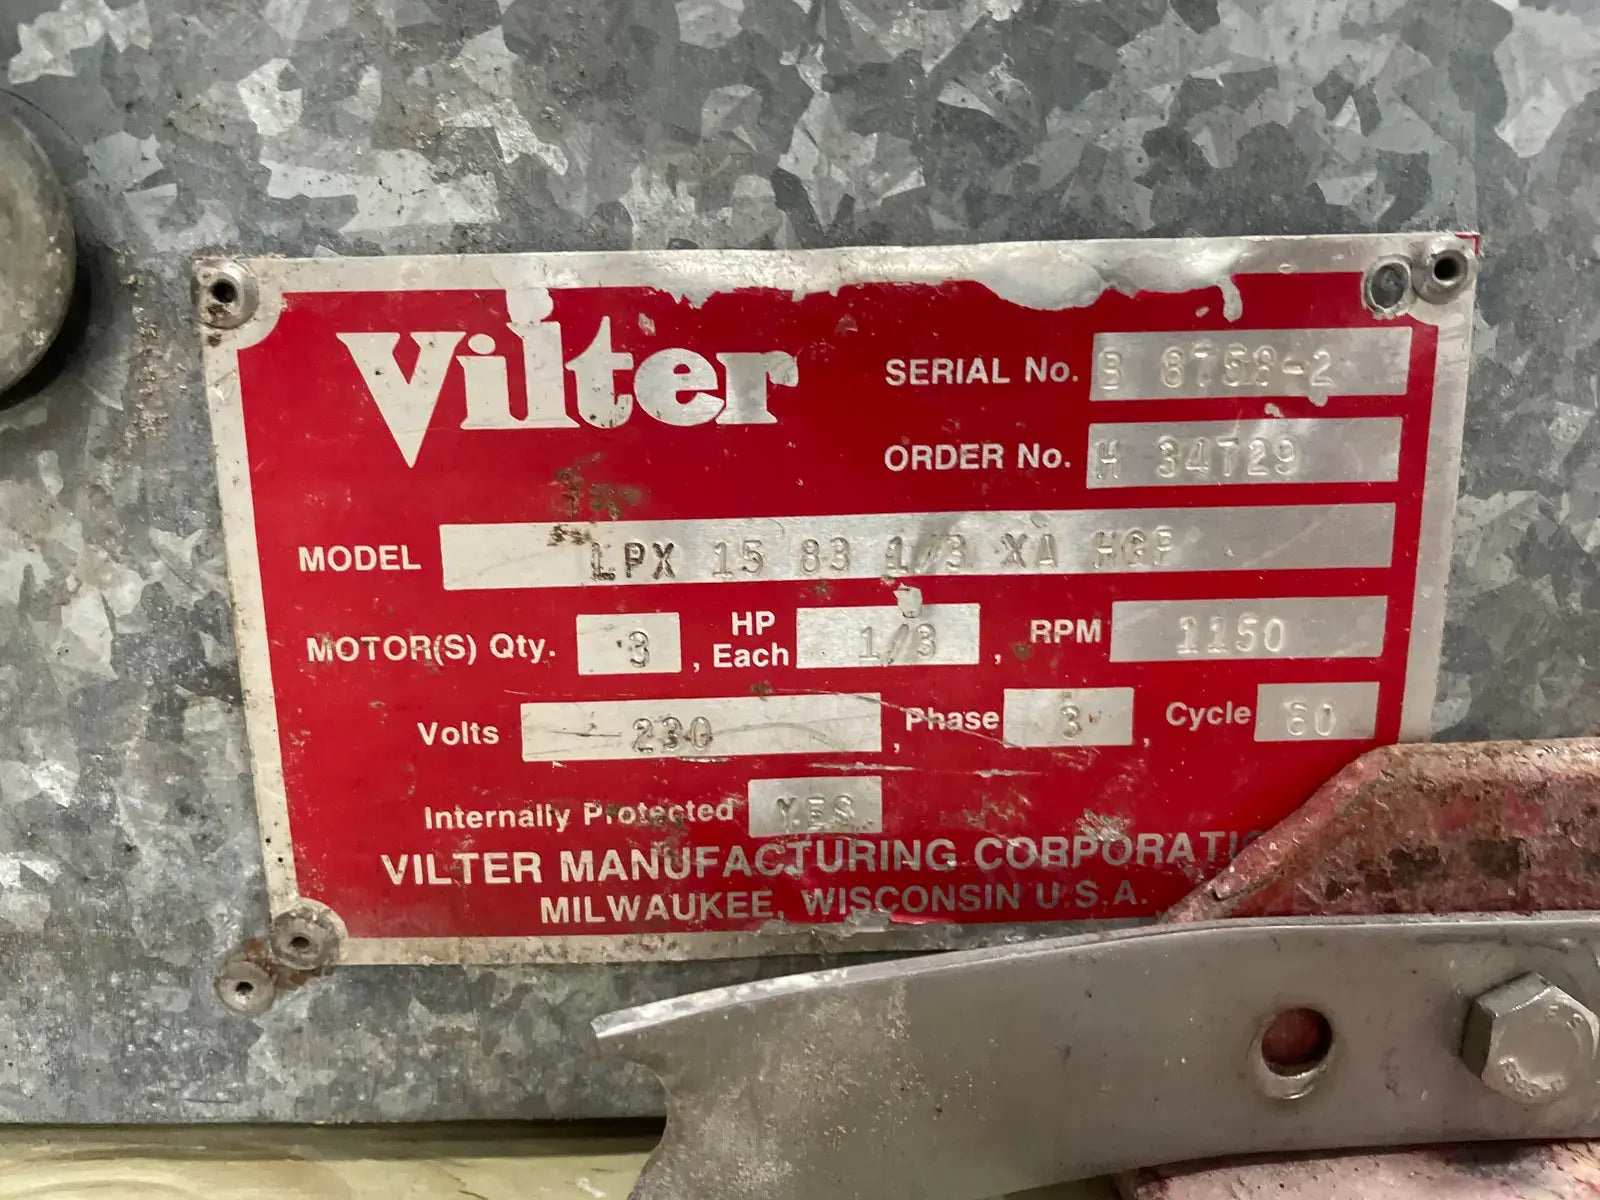 Vilter
SERIAL No. B 8758-2
ORDER No. H 34729
MODEL LPX 15 83 1/3 XA HGP
MOTOR(S) Qty. 3, HP Each 1/3, RPM 1150
Volts 230, Phase 3, Cycle 60
Internally Protected YES
VILTER MANUFACTURING CORPORATIO
MILWAUKEE, WISCONSIN U.S.A.